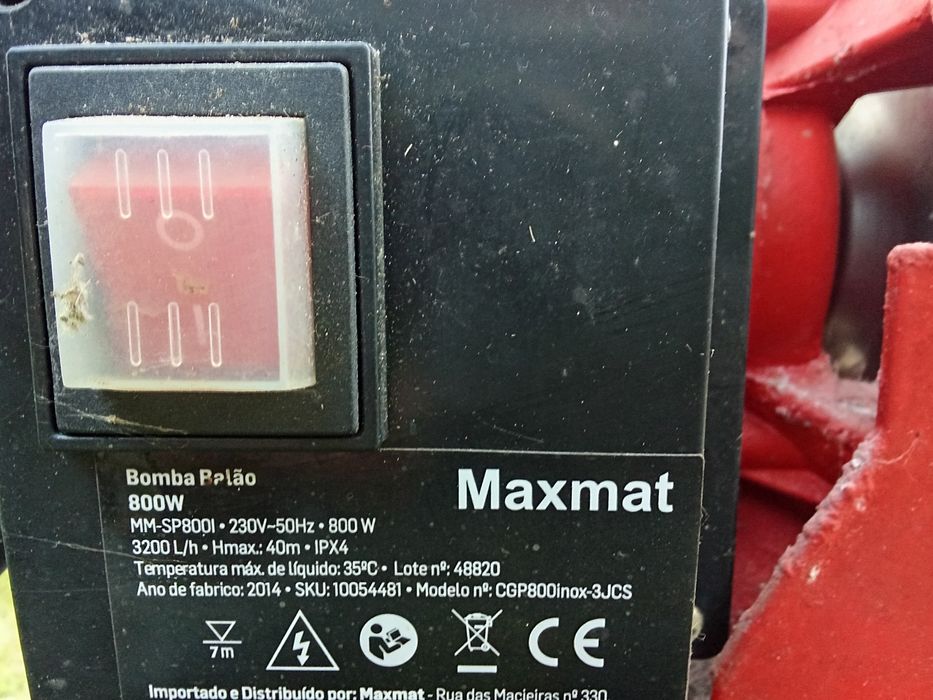 Bomba Balão
Maxmat
800W
MM-SP800I • 230V~50Hz • 800 W
3200 L/h • Hmax.: 40m • IPX4
Temperatura máx. de líquido: 35ºC • Lote nº: 48820
Ano de fabrico: 2014 • SKU: 10054481 • Modelo nº: CGP800inox-3JCS
7 m
CE
Importado e Distribuído por: Maxmat - Rua das Macieiras nº 330